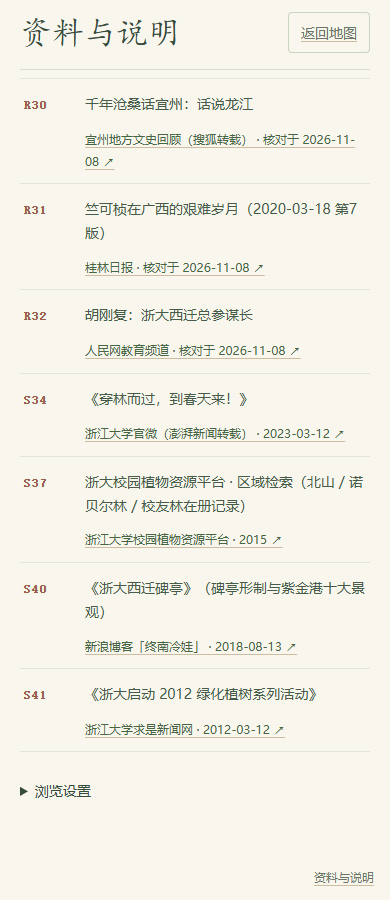 资料与说明
返回地图
R30
千年沧桑话宜州：话说龙江
宜州地方文史回顾（搜狐转载） · 核对于 2026-11-
08 ↗
R31
竺可桢在广西的艰难岁月（2020-03-18 第7
版）
桂林日报 · 核对于 2026-11-08 ↗
R32
胡刚复：浙大西迁总参谋长
人民网教育频道 · 核对于 2026-11-08 ↗
S34
《穿林而过，到春天来！》
浙江大学官微（澎湃新闻转载） · 2023-03-12 ↗
S37
浙大校园植物资源平台 · 区域检索（北山 / 诺
贝尔林 / 校友林在册记录）
浙江大学校园植物资源平台 · 2015 ↗
S40
《浙大西迁碑亭》（碑亭形制与紫金港十大景
观）
新浪博客「终南冷娃」 · 2018-08-13 ↗
S41
《浙大启动 2012 绿化植树系列活动》
浙江大学求是新闻网 · 2012-03-12 ↗
▶ 浏览设置
资料与说明